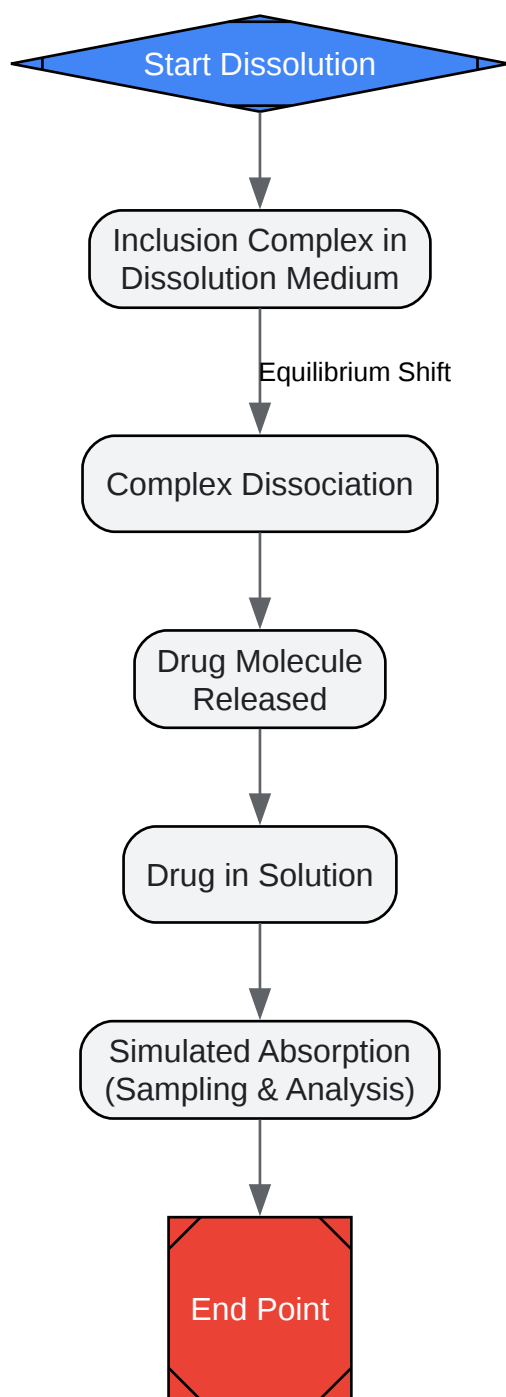 Start Dissolution
Inclusion Complex in
Dissolution Medium
Equilibrium Shift
Complex Dissociation
Drug Molecule
Released
Drug in Solution
Simulated Absorption
(Sampling & Analysis)
End Point